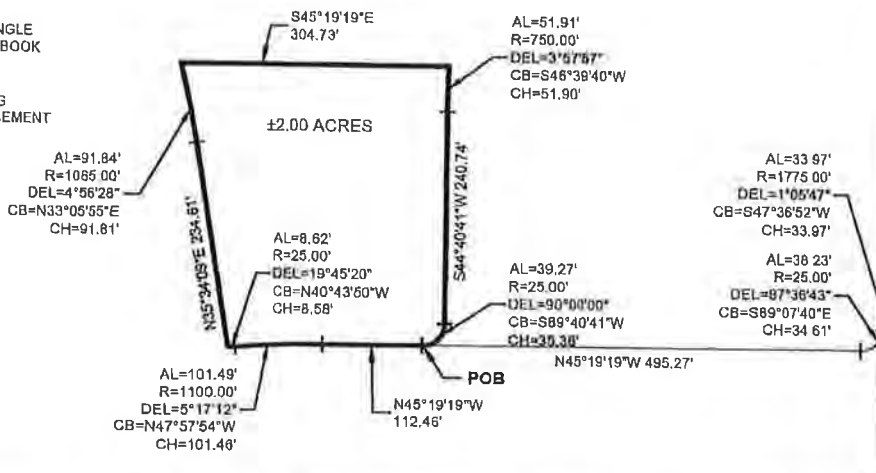 NGLE
BOOK
G
EMENT
S45°19'19"E
304.73'
AL=51.91'
R=750.00'
DEL=3°57'57"
CB=S46°39'40"W
CH=51.90'
±2.00 ACRES
AL=91.84'
R=1065.00'
DEL=4°56'28"
CB=N33°05'55"E
CH=91.81'
N35°34'09"E 234.61'
S44°40'41"W 240.74'
AL=33.97'
R=1775.00'
DEL=1°05'47"
CB=S47°36'52"W
CH=33.97'
AL=8.62'
R=25.00'
DEL=19°45'20"
CB=N40°43'50"W
CH=8.58'
AL=39.27'
R=25.00'
DEL=90°00'00"
CB=S89°40'41"W
CH=35.36'
AL=38.23'
R=25.00'
DEL=87°36'43"
CB=S89°07'40"E
CH=34.61'
N45°19'19"W 495.27'
POB
AL=101.49'
R=1100.00'
DEL=5°17'12"
CB=N47°57'54"W
CH=101.46'
N45°19'19"W
112.46'